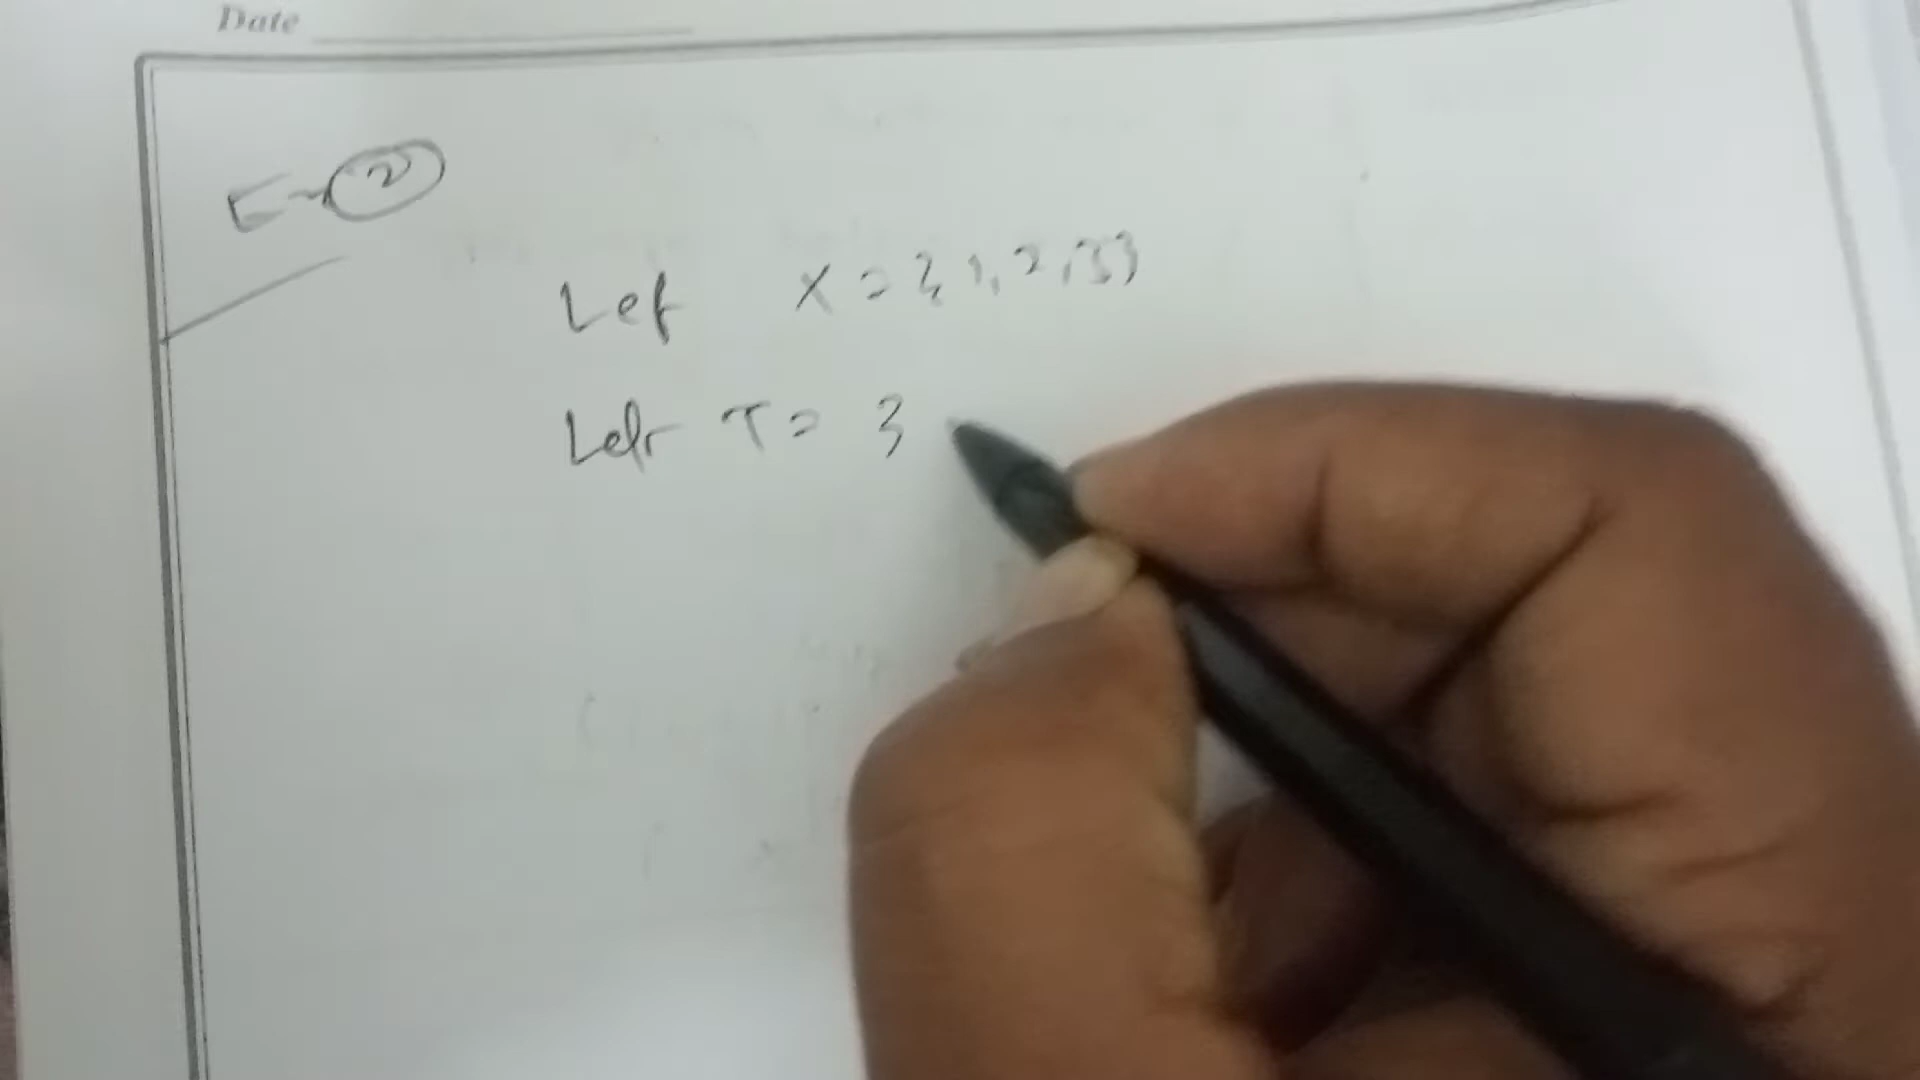 Date
E-②
Let X = {1, 2, 3}
Let T = {